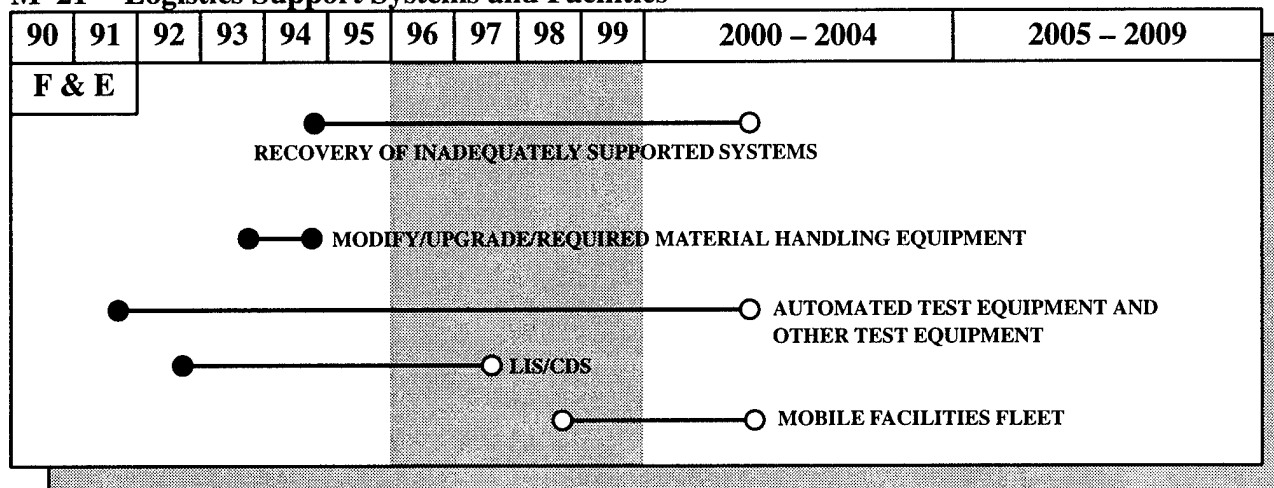 M–21 Logistics Support Systems and Facilities
90 91 92 93 94 95 96 97 98 99 2000 – 2004 2005 – 2009
F & E
RECOVERY OF INADEQUATELY SUPPORTED SYSTEMS
MODIFY/UPGRADE/REQUIRED MATERIAL HANDLING EQUIPMENT
AUTOMATED TEST EQUIPMENT AND
OTHER TEST EQUIPMENT
LIS/CDS
MOBILE FACILITIES FLEET